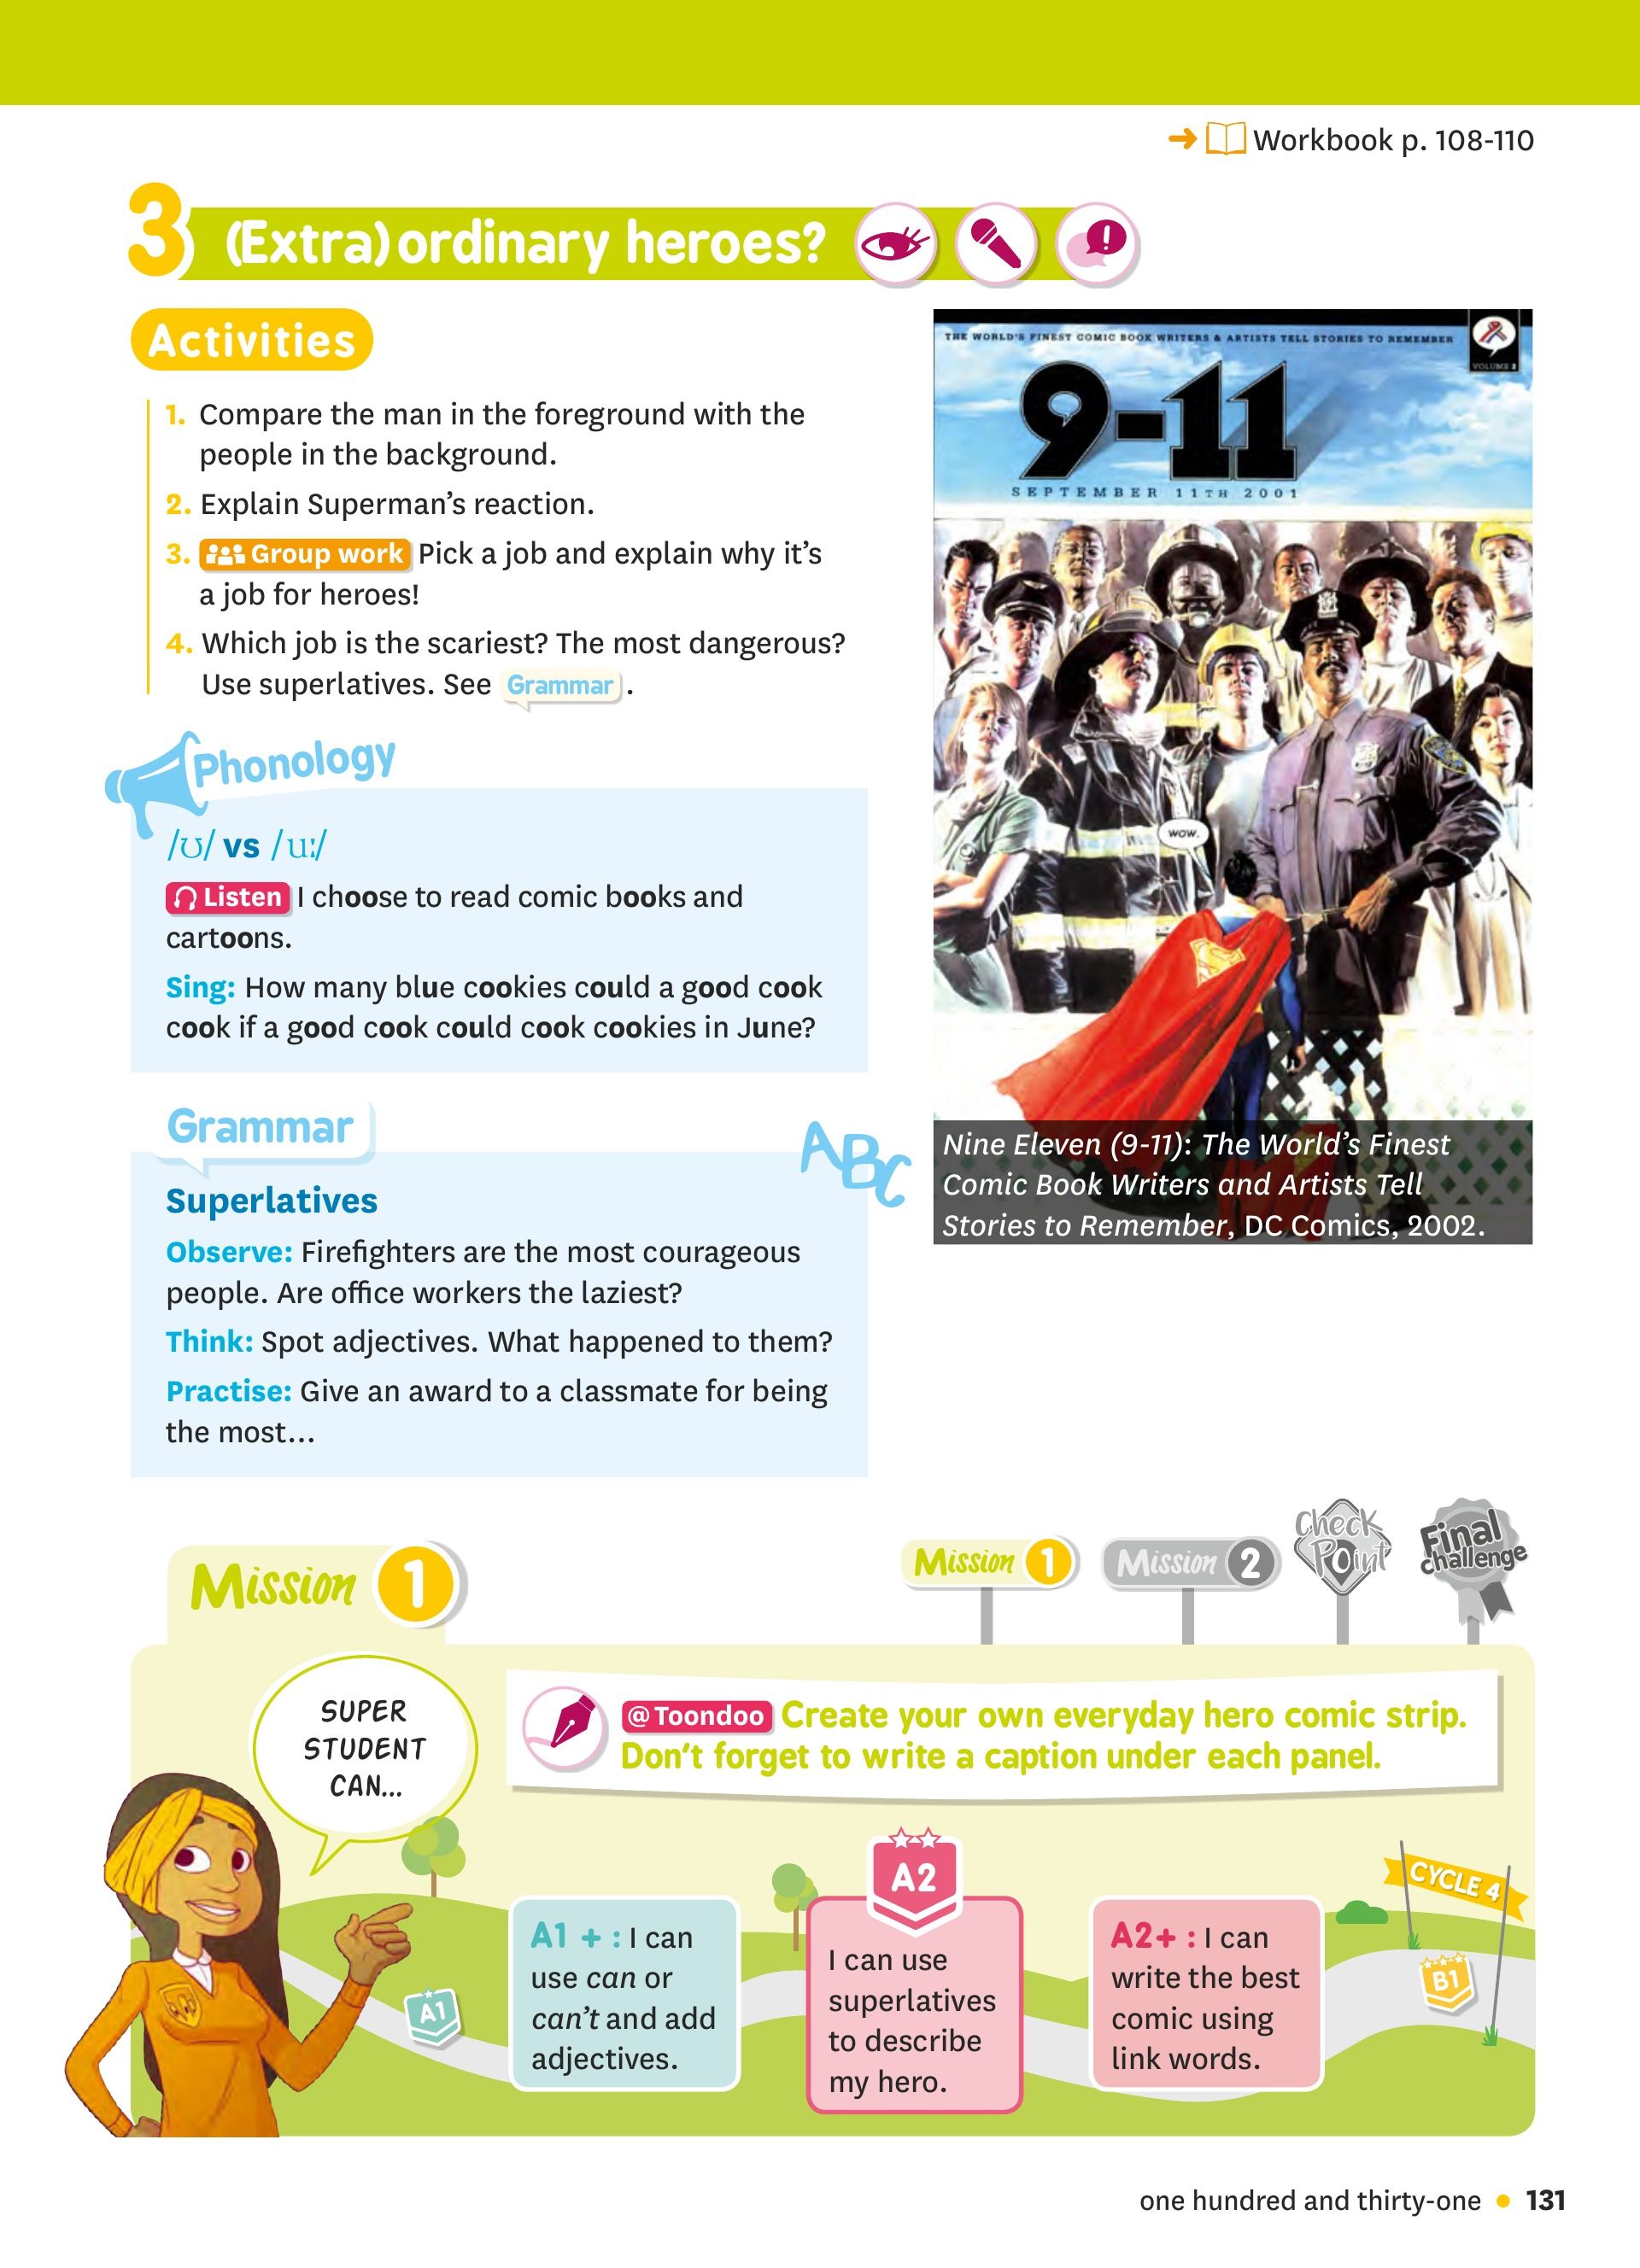 Workbook p. 108-110
3 (Extra)ordinary heroes?
Activities
1. Compare the man in the foreground with the
people in the background.
2. Explain Superman's reaction.
3. Group work Pick a job and explain why it's
a job for heroes!
4. Which job is the scariest? The most dangerous?
Use superlatives. See Grammar.
Phonology
/ʊ/ vs /uː/
Listen I choose to read comic books and
cartoons.
Sing: How many blue cookies could a good cook
cook if a good cook could cook cookies in June?
Grammar
ABC
Superlatives
Observe: Firefighters are the most courageous
people. Are office workers the laziest?
Think: Spot adjectives. What happened to them?
Practise: Give an award to a classmate for being
the most...
THE WORLD'S FINEST COMIC BOOK WRITERS & ARTISTS TELL STORIES TO REMEMBER
VOLUME 2
9-11
SEPTEMBER 11TH 2001
WOW.
Nine Eleven (9-11): The World's Finest
Comic Book Writers and Artists Tell
Stories to Remember, DC Comics, 2002.
Mission 1
Mission 1
Mission 2
Check
Point
Final
challenge
SUPER
STUDENT
CAN...
@Toondoo Create your own everyday hero comic strip.
Don't forget to write a caption under each panel.
A1
A1 + : I can
use can or
can't and add
adjectives.
A2
I can use
superlatives
to describe
my hero.
A2+ : I can
write the best
comic using
link words.
CYCLE 4
B1
one hundred and thirty-one • 131